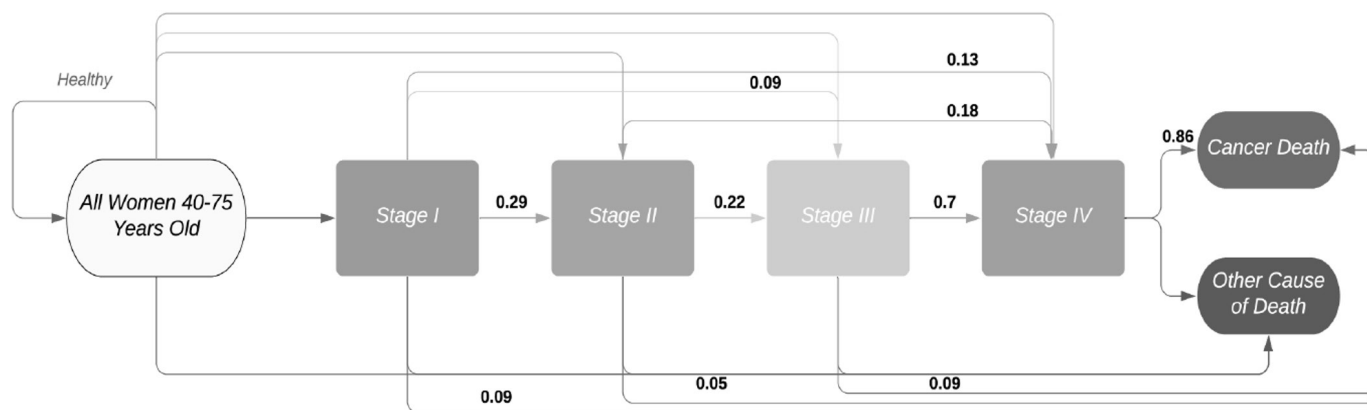 Healthy
0.13
0.09
0.18
0.86
Cancer Death
All Women 40-75
Years Old
Stage I
0.29
Stage II
0.22
Stage III
0.7
Stage IV
Other Cause
of Death
0.09
0.05
0.09